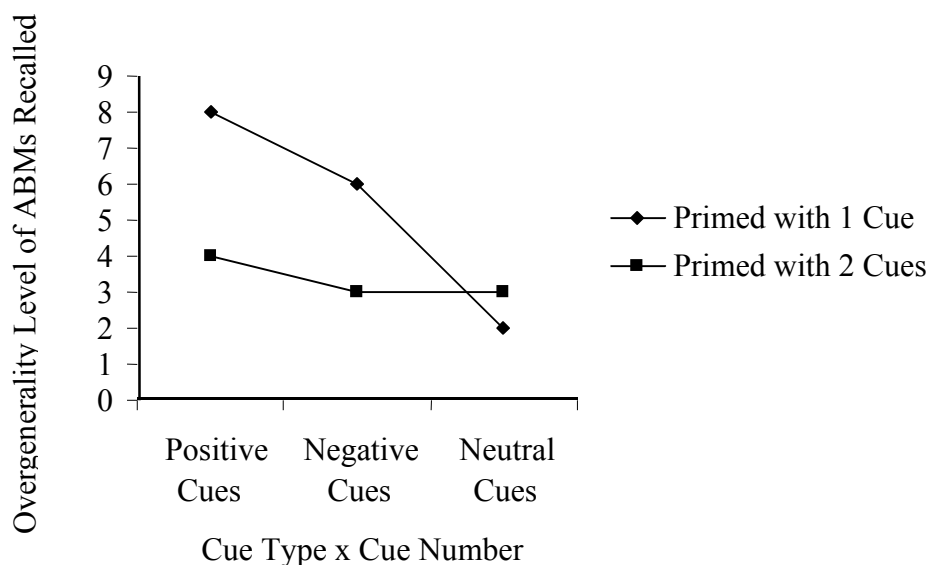 Overgenerality Level of ABMs Recalled
9
8
7
6
5
4
3
2
1
0
Positive Cues
Negative Cues
Neutral Cues
Cue Type x Cue Number
Primed with 1 Cue
Primed with 2 Cues